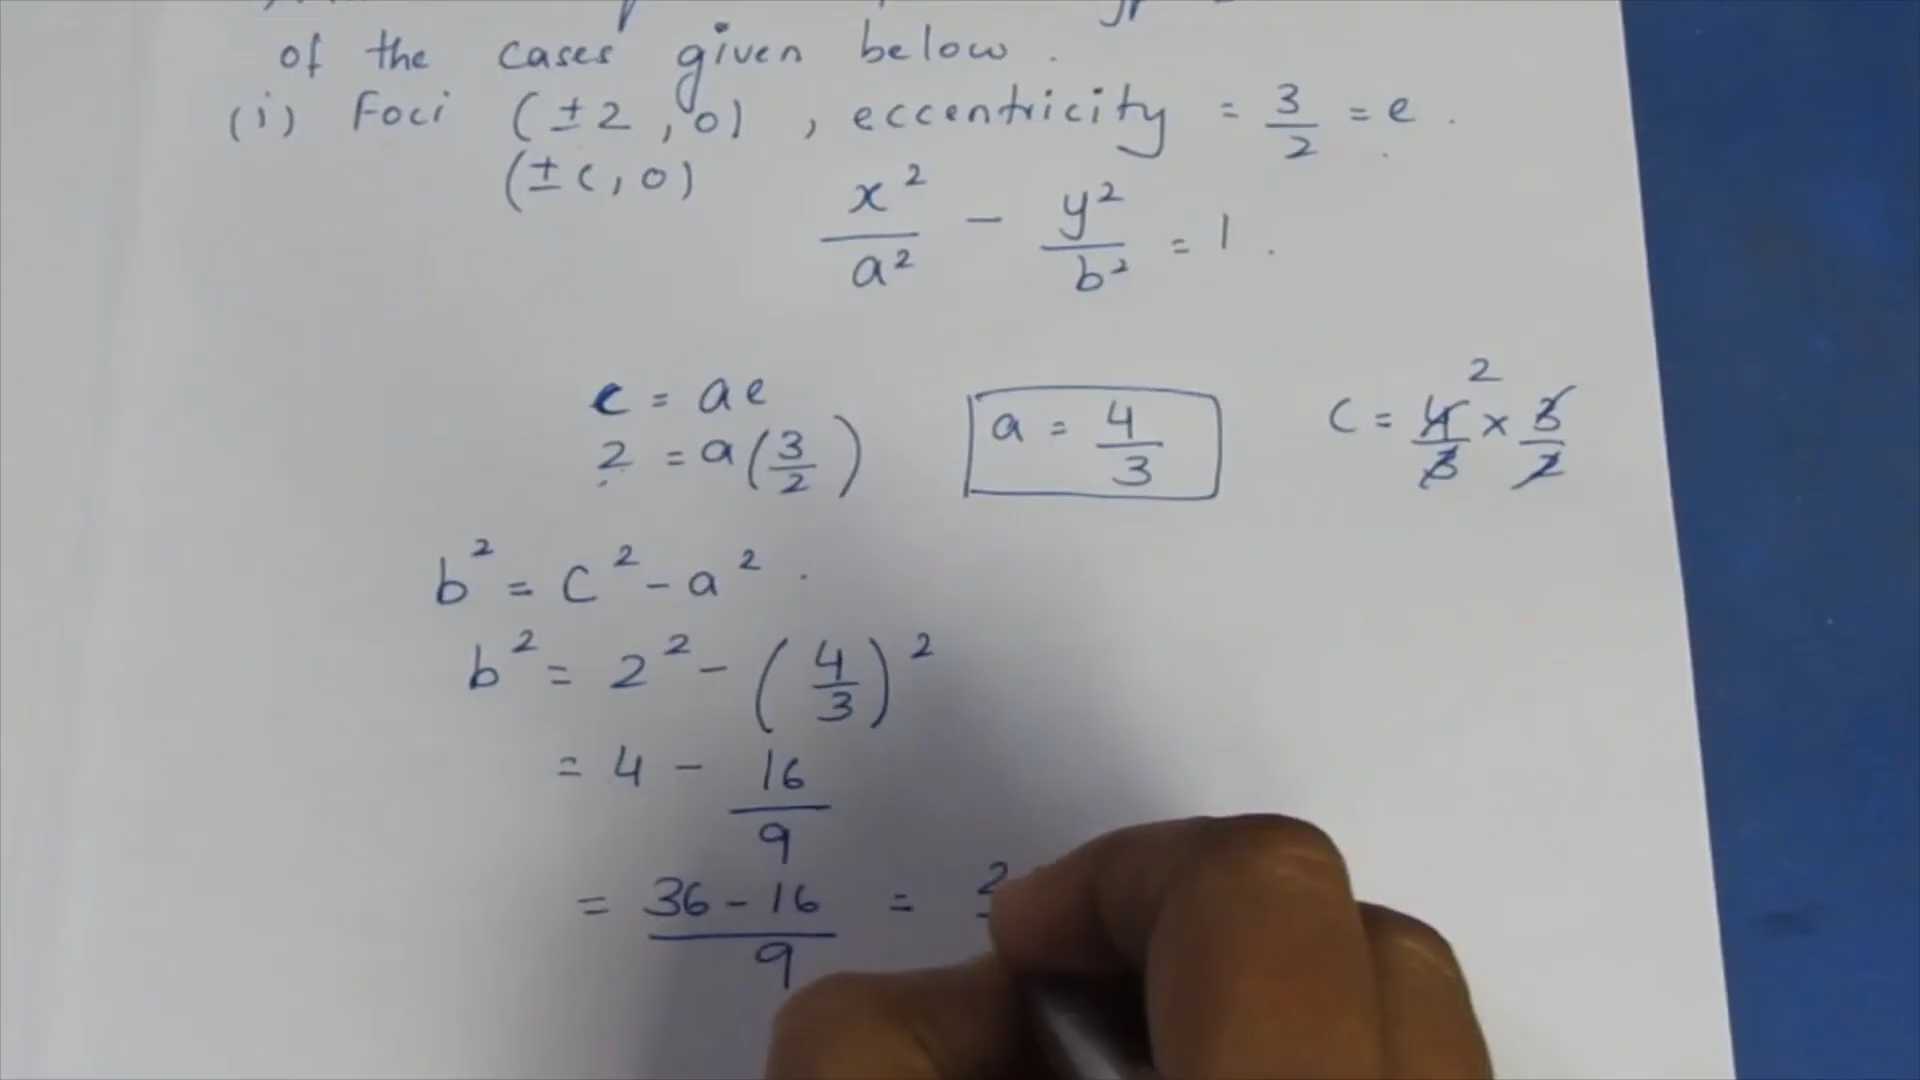 of the cases given below .
(i) Foci (±2, 0) , eccentricity = 3/2 = e .
(±c, 0)
x²/a² - y²/b² = 1 .
c = ae
2 = a(3/2)
a = 4/3
c = 4/3 × 3/2
2
b² = c² - a² .
b² = 2² - (4/3)²
= 4 - 16/9
= (36 - 16)/9 = 2